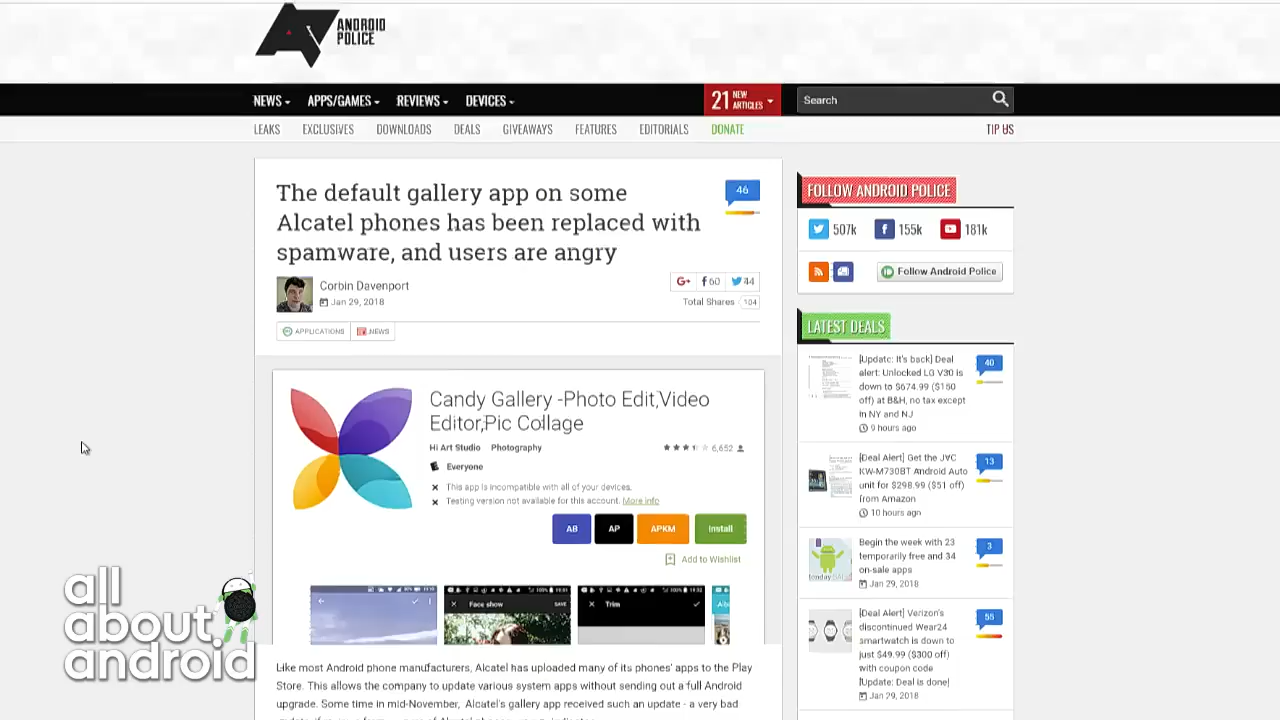 ANDROID
POLICE
NEWS APPS/GAMES REVIEWS DEVICES 21 NEW ARTICLES Search
LEAKS EXCLUSIVES DOWNLOADS DEALS GIVEAWAYS FEATURES EDITORIALS DONATE TIP US
The default gallery app on some
Alcatel phones has been replaced with
spamware, and users are angry
46
Corbin Davenport
Jan 29, 2018
G+ 60 44
Total Shares 104
APPLICATIONS NEWS
Candy Gallery -Photo Edit,Video
Editor,Pic Collage
Hi Art Studio Photography 6,652
Everyone
This app is incompatible with all of your devices.
Testing version not available for this account. More info
AB AP APKM Install
Add to Wishlist
Face show SAVE
Trim
Like most Android phone manufacturers, Alcatel has uploaded many of its phones' apps to the Play
Store. This allows the company to update various system apps without sending out a full Android
upgrade. Some time in mid-November, Alcatel's gallery app received such an update - a very bad
FOLLOW ANDROID POLICE
507k 155k 181k
Follow Android Police
LATEST DEALS
[Update: It's back] Deal
alert: Unlocked LG V30 is
down to $674.99 ($150
off) at B&H, no tax except
in NY and NJ
9 hours ago
40
[Deal Alert] Get the JVC
KW-M730BT Android Auto
unit for $298.99 ($51 off)
from Amazon
10 hours ago
13
Begin the week with 23
temporarily free and 34
on-sale apps
Jan 29, 2018
3
[Deal Alert] Verizon's
discontinued Wear24
smartwatch is down to
just $49.99 ($300 off)
with coupon code
[Update: Deal is done]
Jan 29, 2018
55
all
about
android